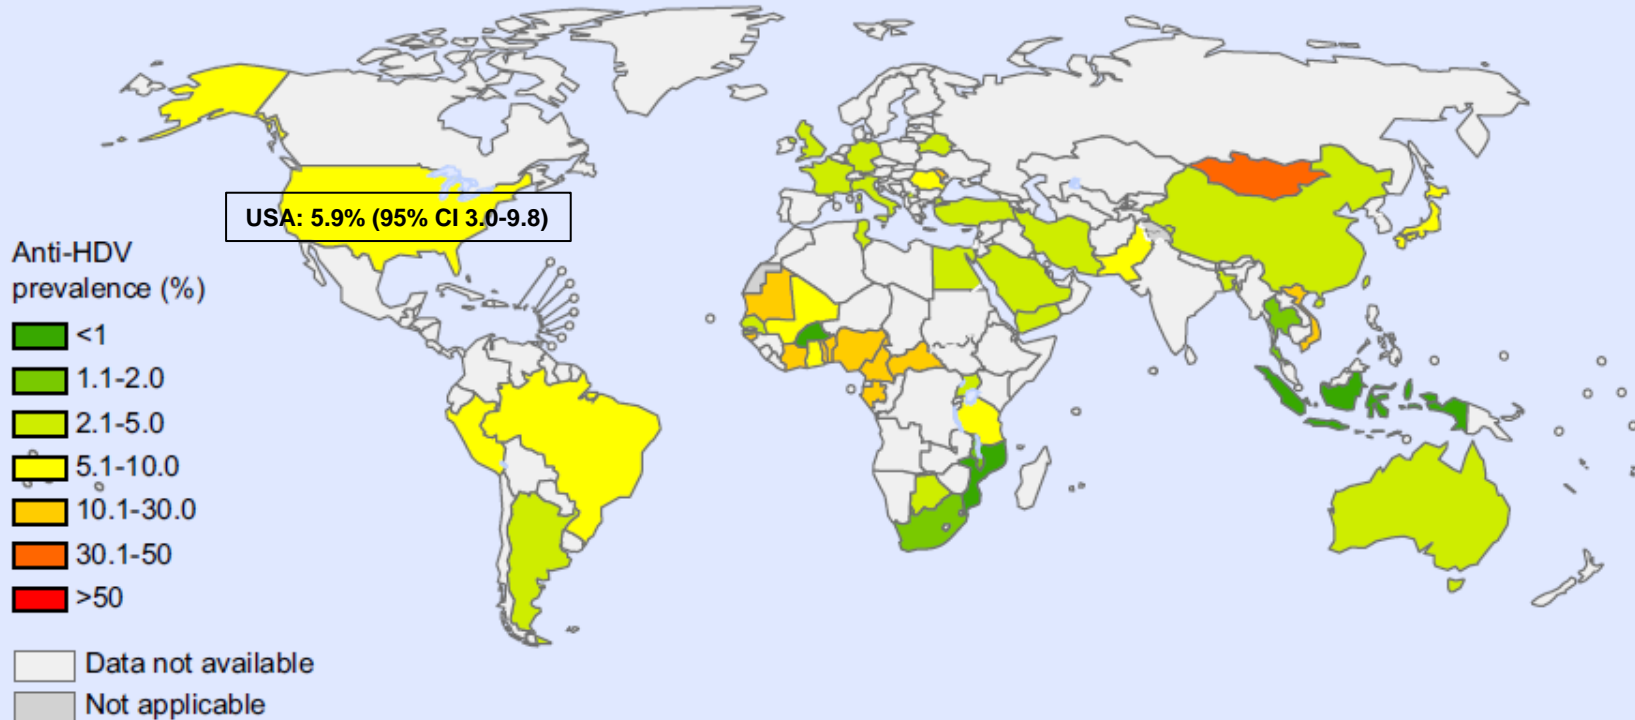 USA: 5.9% (95% CI 3.0-9.8)
Anti-HDV
prevalence (%)
<1
1.1-2.0
2.1-5.0
5.1-10.0
10.1-30.0
30.1-50
>50
Data not available
Not applicable